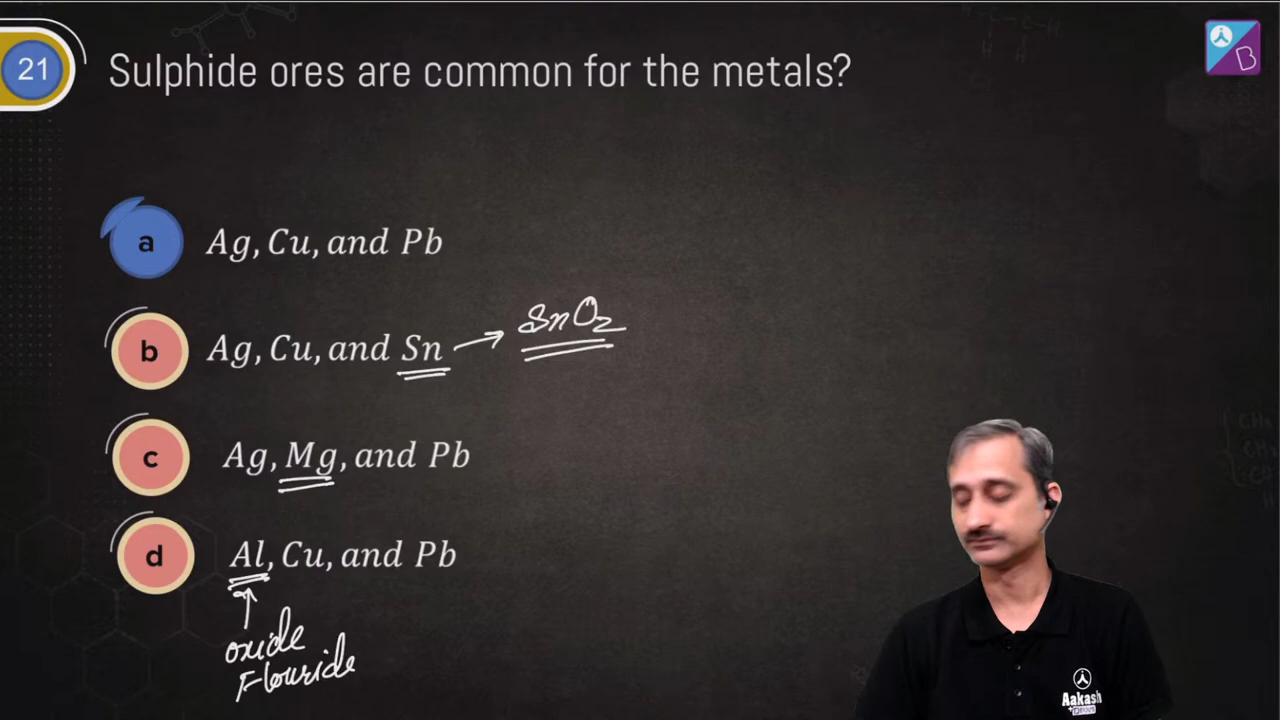 21
Sulphide ores are common for the metals?
a Ag, Cu, and Pb
b Ag, Cu, and Sn → SnO2
c Ag, Mg, and Pb
d Al, Cu, and Pb
oxide
Flouride
B
Aakash